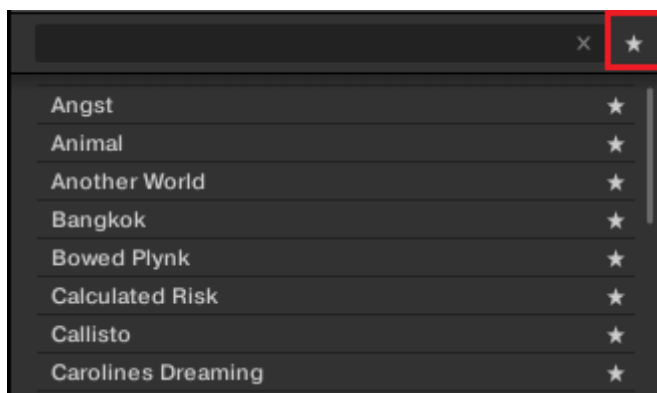 Angst
Animal
Another World
Bangkok
Bowed Plynk
Calculated Risk
Callisto
Carolines Dreaming